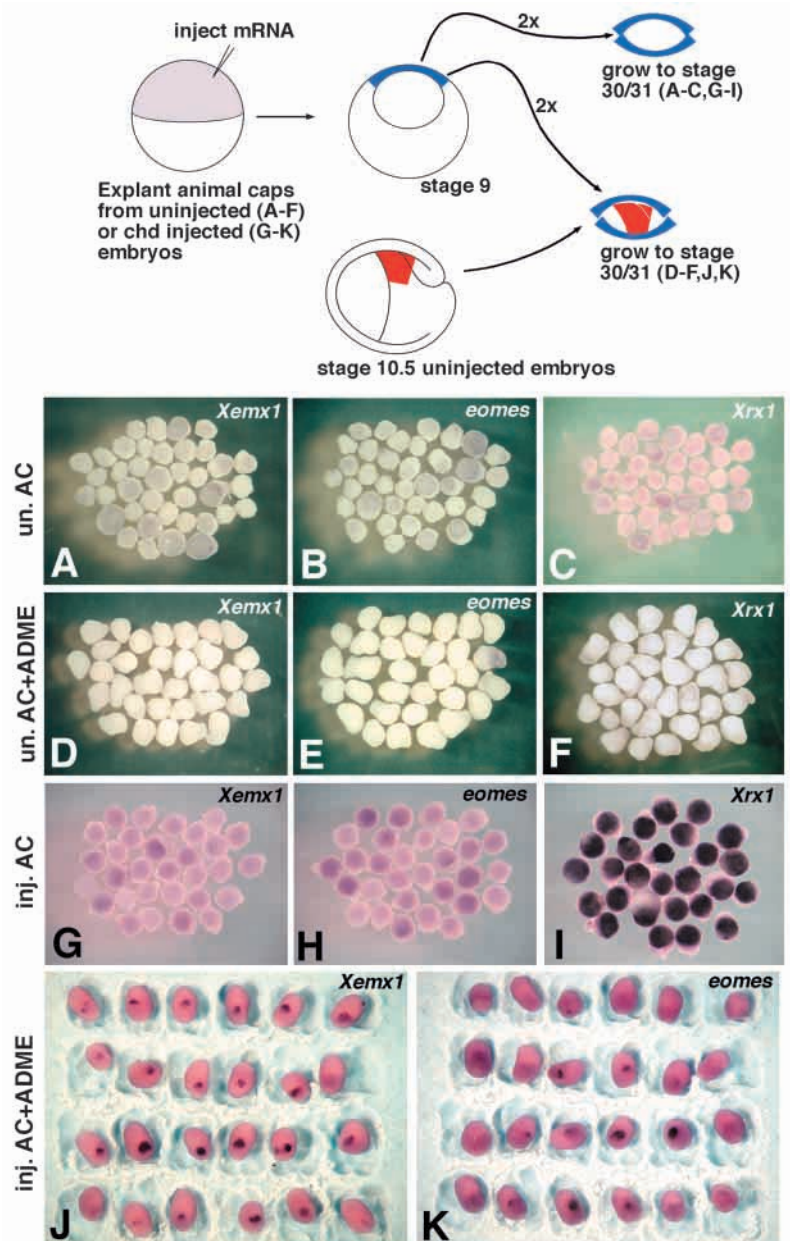 inject mRNA
2x
grow to stage
30/31 (A-C,G-I)
2x
stage 9
Explant animal caps
from uninjected (A-F)
or chd injected (G-K)
embryos
grow to stage
30/31 (D-F,J,K)
stage 10.5 uninjected embryos
un. AC
Xemx1
A
eomes
B
Xrx1
C
un. AC+ADME
Xemx1
D
eomes
E
Xrx1
F
inj. AC
Xemx1
G
eomes
H
Xrx1
I
inj. AC+ADME
Xemx1
J
eomes
K